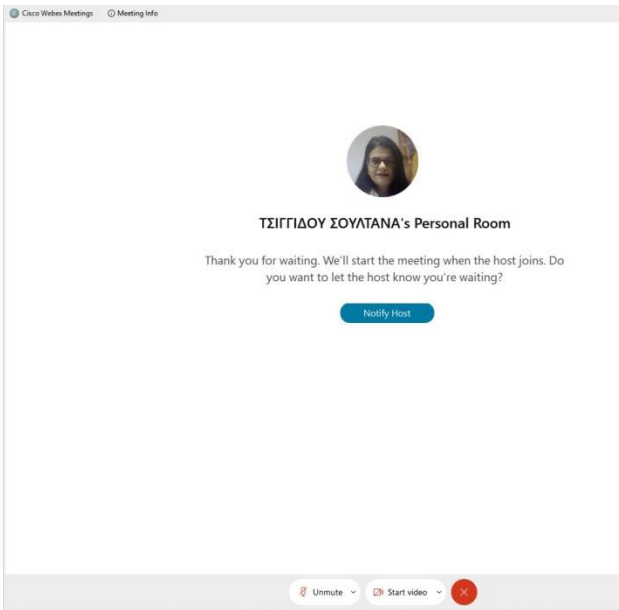 Cisco Webex Meetings
Meeting Info
ΤΣΙΓΓΙΔΟΥ ΣΟΥΛΤΑΝΑ's Personal Room
Thank you for waiting. We'll start the meeting when the host joins. Do
you want to let the host know you're waiting?
Notify Host
Unmute
Start video